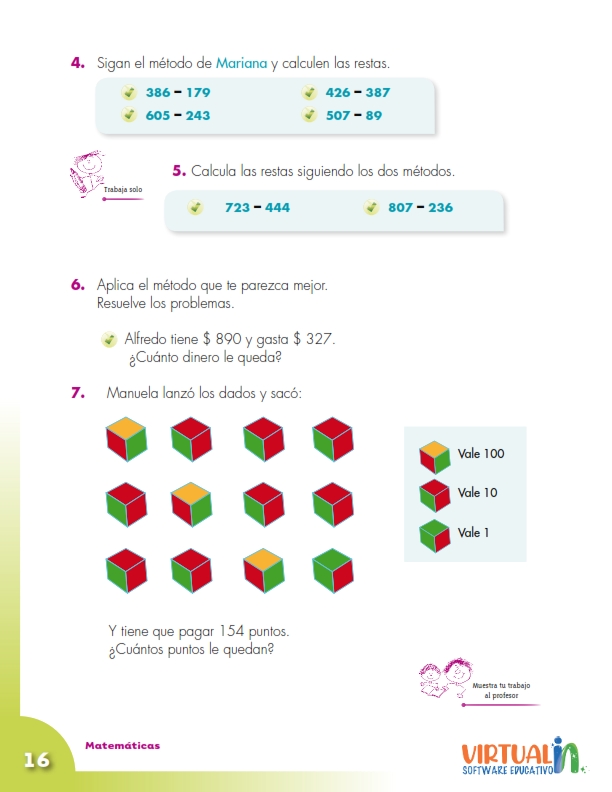 4. Sigan el método de Mariana y calculen las restas.
386 - 179
426 - 387
605 - 243
507 - 89
Trabaja solo
5. Calcula las restas siguiendo los dos métodos.
723 - 444
807 - 236
6. Aplica el método que te parezca mejor.
Resuelve los problemas.
Alfredo tiene $ 890 y gasta $ 327.
¿Cuánto dinero le queda?
7. Manuela lanzó los dados y sacó:
Vale 100
Vale 10
Vale 1
Y tiene que pagar 154 puntos.
¿Cuántos puntos le quedan?
Muestra tu trabajo
al profesor
Matemáticas
16
VIRTUAL in
SOFTWARE EDUCATIVO